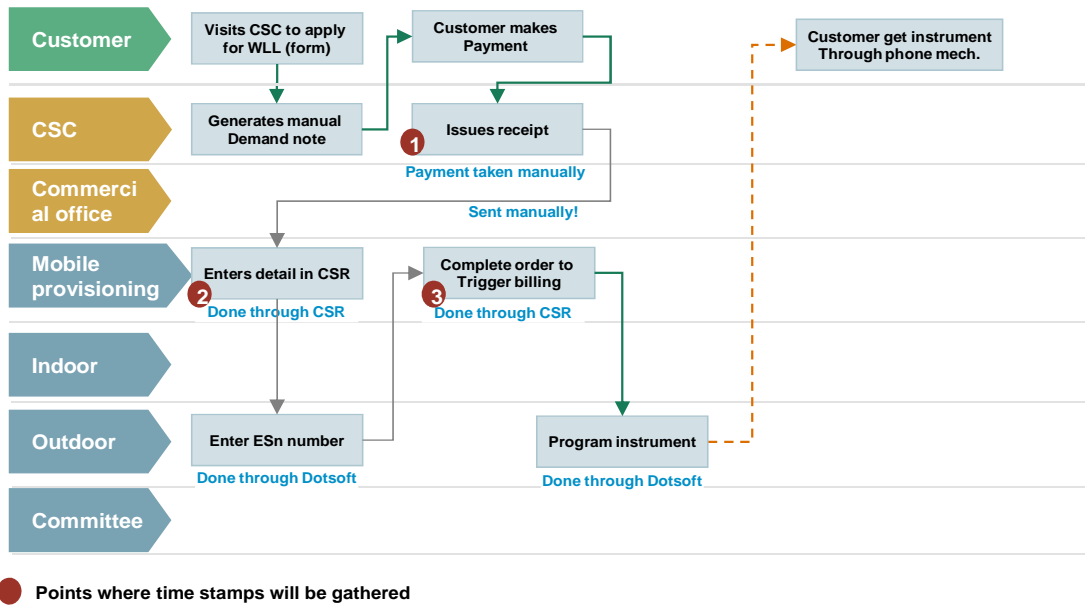 Customer
Visits CSC to apply
for WLL (form)
Customer makes
Payment
Customer get instrument
Through phone mech.
CSC
Generates manual
Demand note
1
Issues receipt
Payment taken manually
Commerci
al office
Sent manually!
Mobile
provisioning
Enters detail in CSR
2
Done through CSR
Complete order to
Trigger billing
3
Done through CSR
Indoor
Outdoor
Enter ESn number
Done through Dotsoft
Program instrument
Done through Dotsoft
Committee
Points where time stamps will be gathered